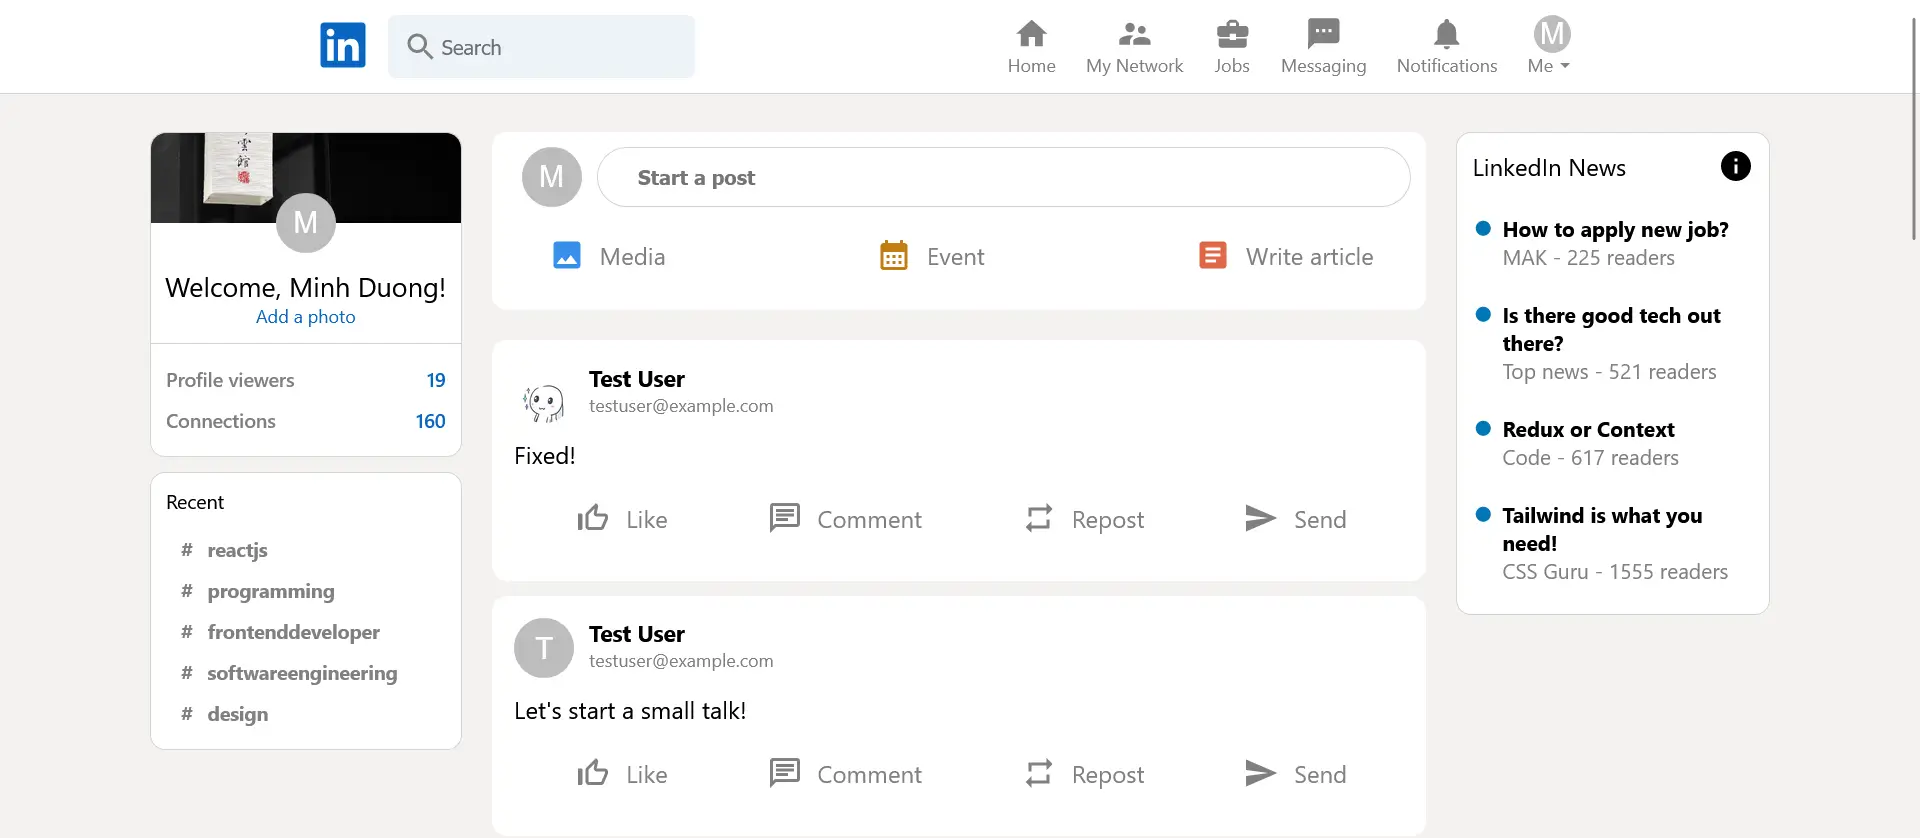 in
Search
Home
My Network
Jobs
Messaging
Notifications
M
Me
雲
館
M
Welcome, Minh Duong!
Add a photo
Profile viewers 19
Connections 160
Recent
# reactjs
# programming
# frontenddeveloper
# softwareengineering
# design
M
Start a post
Media
Event
Write article
Test User
testuser@example.com
Fixed!
Like
Comment
Repost
Send
T
Test User
testuser@example.com
Let's start a small talk!
Like
Comment
Repost
Send
LinkedIn News
i
How to apply new job?
MAK - 225 readers
Is there good tech out
there?
Top news - 521 readers
Redux or Context
Code - 617 readers
Tailwind is what you
need!
CSS Guru - 1555 readers